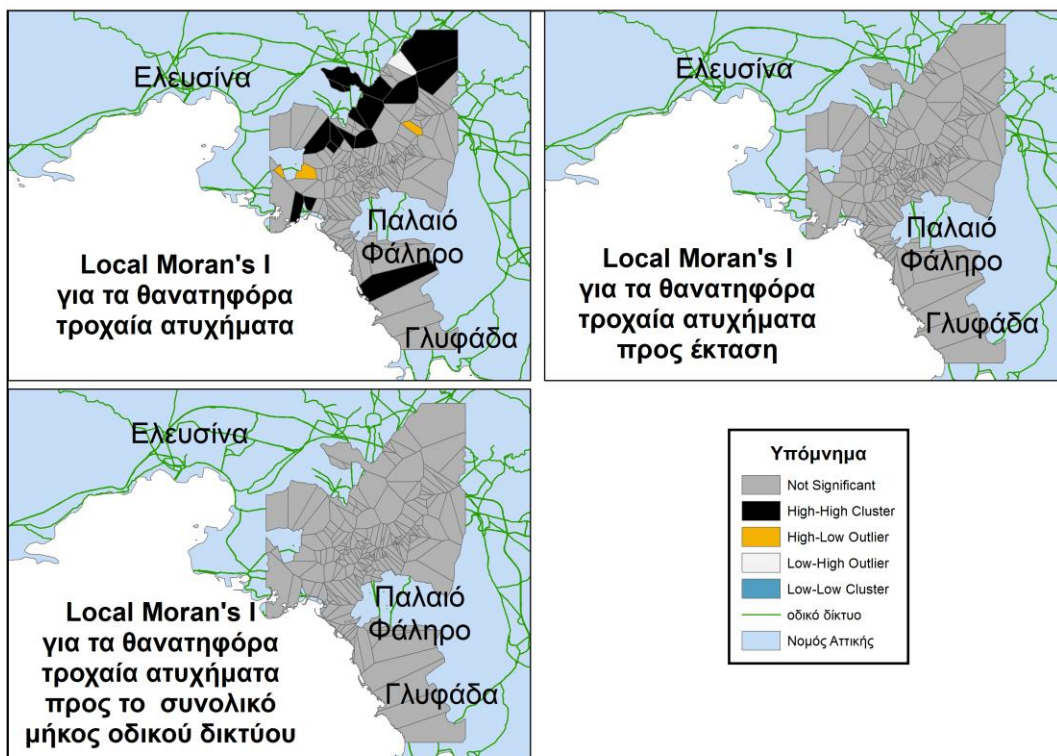 Ελευσίνα
Παλαιό
Φάληρο
Γλυφάδα
Local Moran's I
για τα θανατηφόρα
τροχαία ατυχήματα
Ελευσίνα
Παλαιό
Φάληρο
Γλυφάδα
Local Moran's I
για τα θανατηφόρα
τροχαία ατυχήματα
προς έκταση
Ελευσίνα
Παλαιό
Φάληρο
Γλυφάδα
Local Moran's I
για τα θανατηφόρα
τροχαία ατυχήματα
προς το συνολικό
μήκος οδικού δικτύου
Υπόμνημα
Not Significant
High-High Cluster
High-Low Outlier
Low-High Outlier
Low-Low Cluster
οδικό δίκτυο
Νομός Αττικής